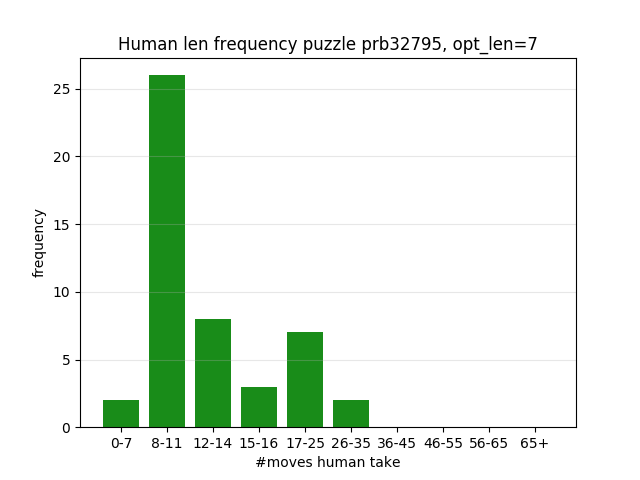 Human len frequency puzzle prb32795, opt_len=7
frequency
25
20
15
10
5
0
0-7 8-11 12-14 15-16 17-25 26-35 36-45 46-55 56-65 65+
#moves human take